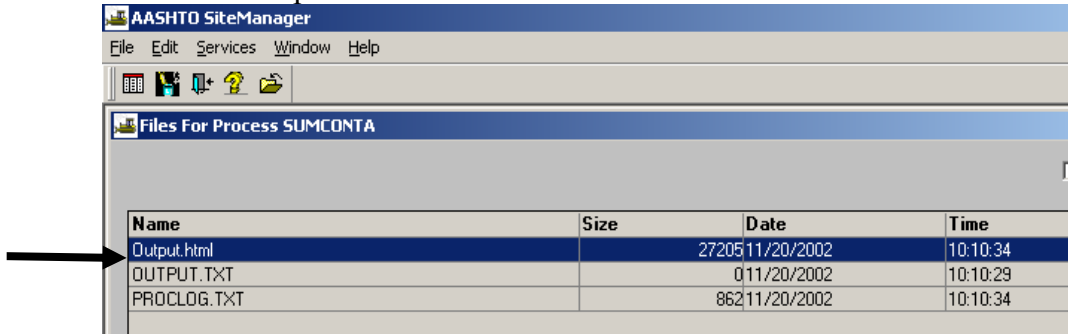 AASHTO SiteManager
File Edit Services Window Help
Files For Process SUMCONTA
Name Size Date Time
Output.html 27205 11/20/2002 10:10:34
OUTPUT.TXT 0 11/20/2002 10:10:29
PROCLOG.TXT 862 11/20/2002 10:10:34